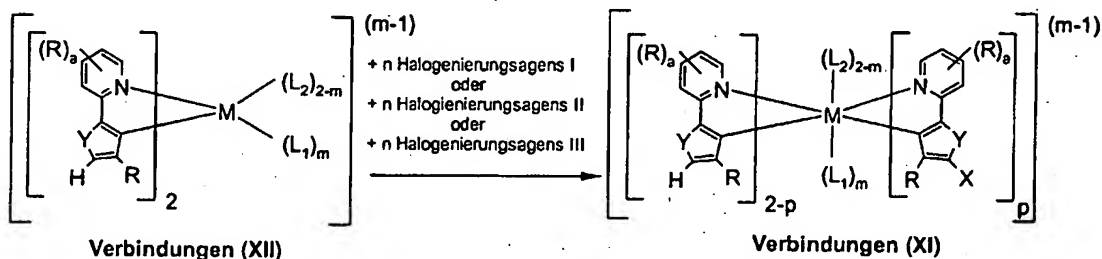 (m-1)
(R)a
N
Y
H
R
2
M
(L2)2-m
(L1)m
+ n Halogenierungsagens I
oder
+ n Halogienierungsagens II
oder
+ n Halogenierungsagens III
Verbindungen (XII)
(m-1)
(R)a
N
Y
H
R
2-p
(L2)2-m
M
(L1)m
(R)a
N
Y
R
X
p
Verbindungen (XI)